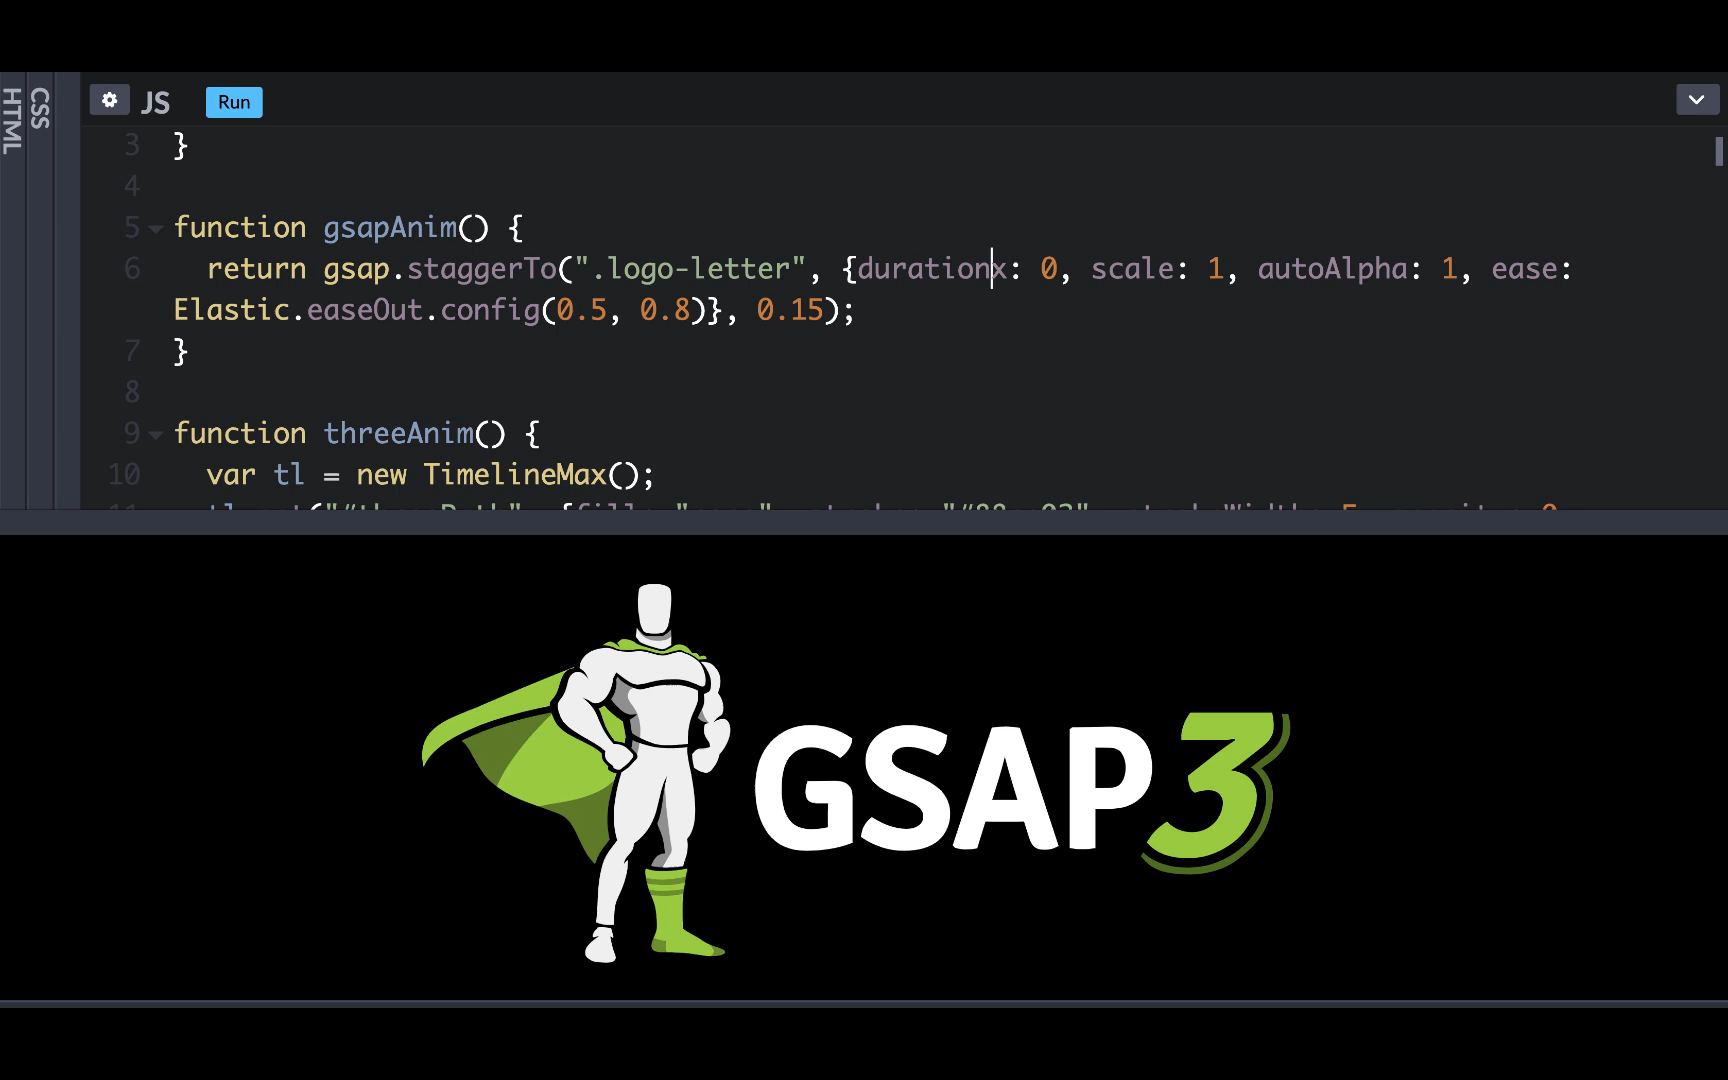 HTML
CSS
JS
Run
3 }
4
5 function gsapAnim() {
6 return gsap.staggerTo(".logo-letter", {durationx: 0, scale: 1, autoAlpha: 1, ease:
Elastic.easeOut.config(0.5, 0.8)}, 0.15);
7 }
8
9 function threeAnim() {
10 var tl = new TimelineMax();
GSAP3